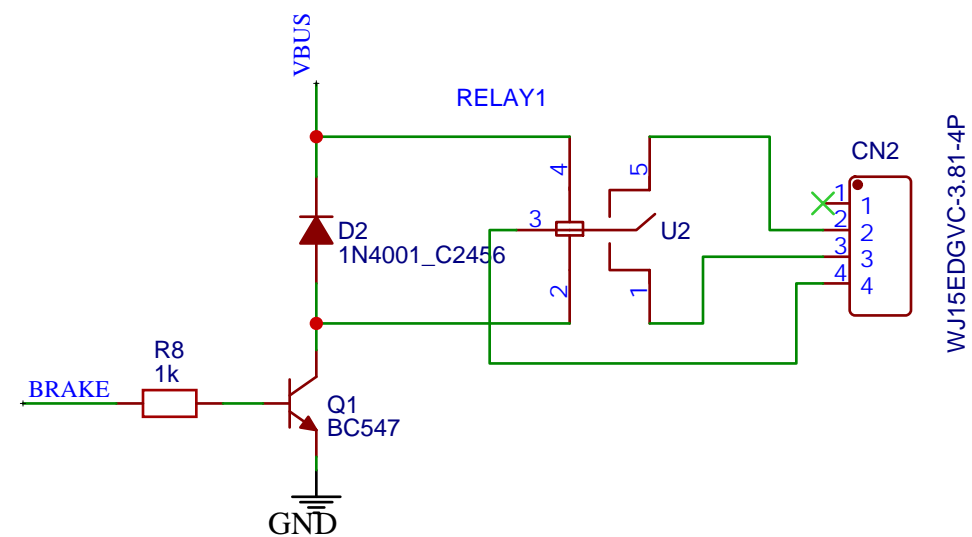 VBUS
RELAY1
4
5
3
U2
2
1
D2
1N4001_C2456
CN2
1
2
3
4
1
2
3
4
WJ15EDGVC-3.81-4P
R8
1k
BRAKE
Q1
BC547
GND